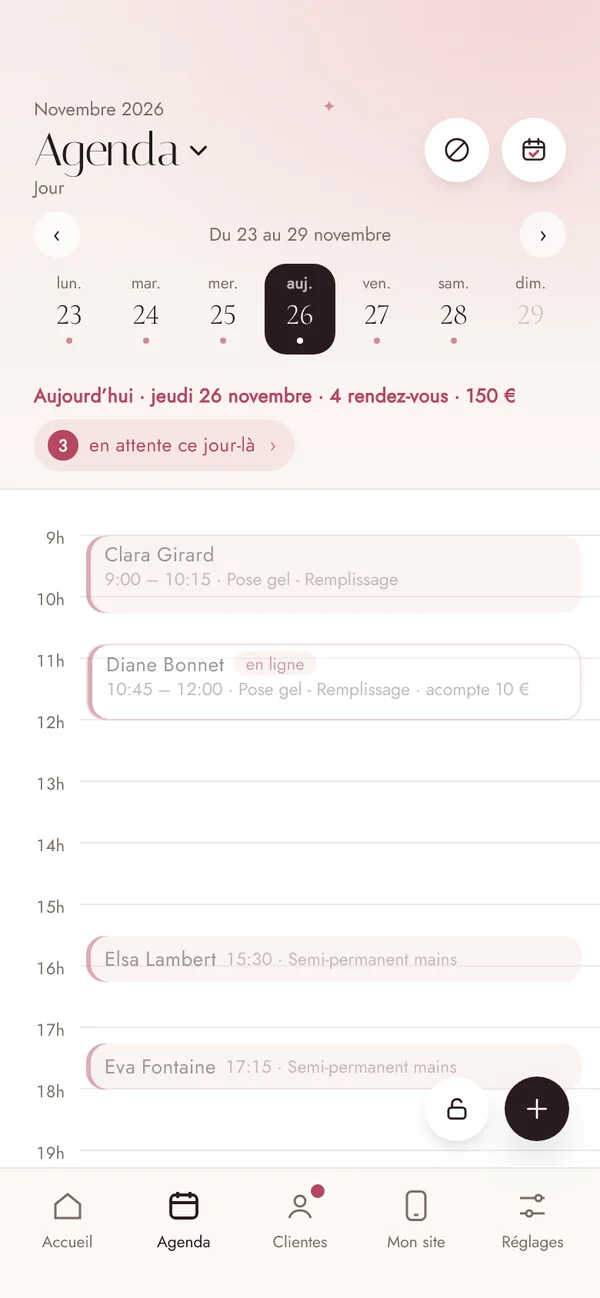 Novembre 2026
Agenda
Jour
Du 23 au 29 novembre
lun. mar. mer. auj. ven. sam. dim.
23 24 25 26 27 28 29
Aujourd’hui · jeudi 26 novembre · 4 rendez-vous · 150 €
3 en attente ce jour-là ›
9h
Clara Girard
9:00 – 10:15 · Pose gel - Remplissage
10h
11h
Diane Bonnet en ligne
10:45 – 12:00 · Pose gel - Remplissage · acompte 10 €
12h
13h
14h
15h
Elsa Lambert 15:30 · Semi-permanent mains
16h
17h
Eva Fontaine 17:15 · Semi-permanent mains
18h
19h
Accueil Agenda Clientes Mon site Réglages